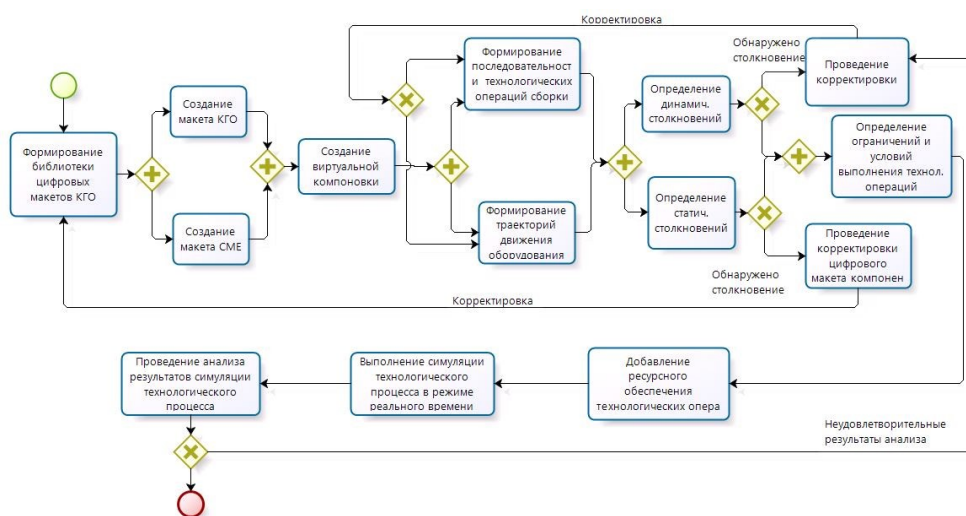 Корректировка
Формирование
последовательност
и технологических
операций сборки
Обнаружено
столкновение
Проведение
корректировки
Создание
макета КГО
Определение
динамич.
столкновений
Определение
ограничений и
условий
выполнения технол.
операций
Формирование
библиотеки
цифровых
макетов КГО
Создание
виртуальной
компоновки
Создание
макета СМЕ
Формирование
траекторий
движения
оборудования
Определение
статич.
столкновений
Проведение
корректировки
цифрового
макета компонен
Обнаружено
столкновение
Корректировка
Проведение анализа
результатов симуляции
технологического
процесса
Выполнение симуляции
технологического
процесса в режиме
реального времени
Добавление
ресурсного
обеспечения
технологических опера
Неудовлетворительные
результаты анализа